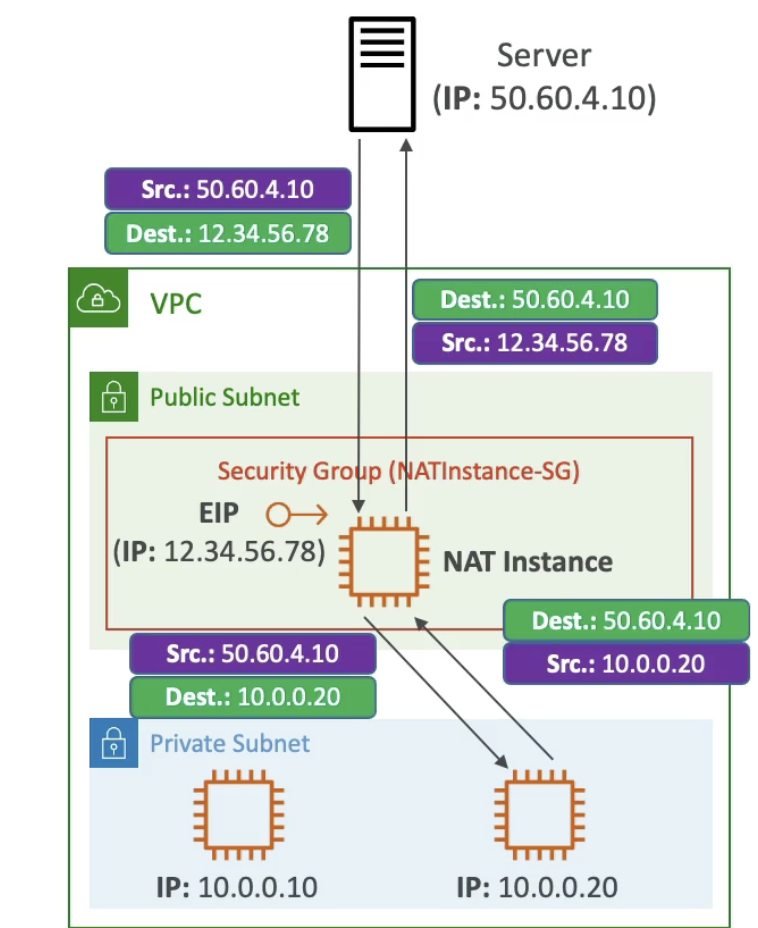 Server
(IP: 50.60.4.10)
Src.: 50.60.4.10
Dest.: 12.34.56.78
VPC
Dest.: 50.60.4.10
Src.: 12.34.56.78
Public Subnet
Security Group (NATInstance-SG)
EIP
(IP: 12.34.56.78)
NAT Instance
Dest.: 50.60.4.10
Src.: 10.0.0.20
Src.: 50.60.4.10
Dest.: 10.0.0.20
Private Subnet
IP: 10.0.0.10
IP: 10.0.0.20